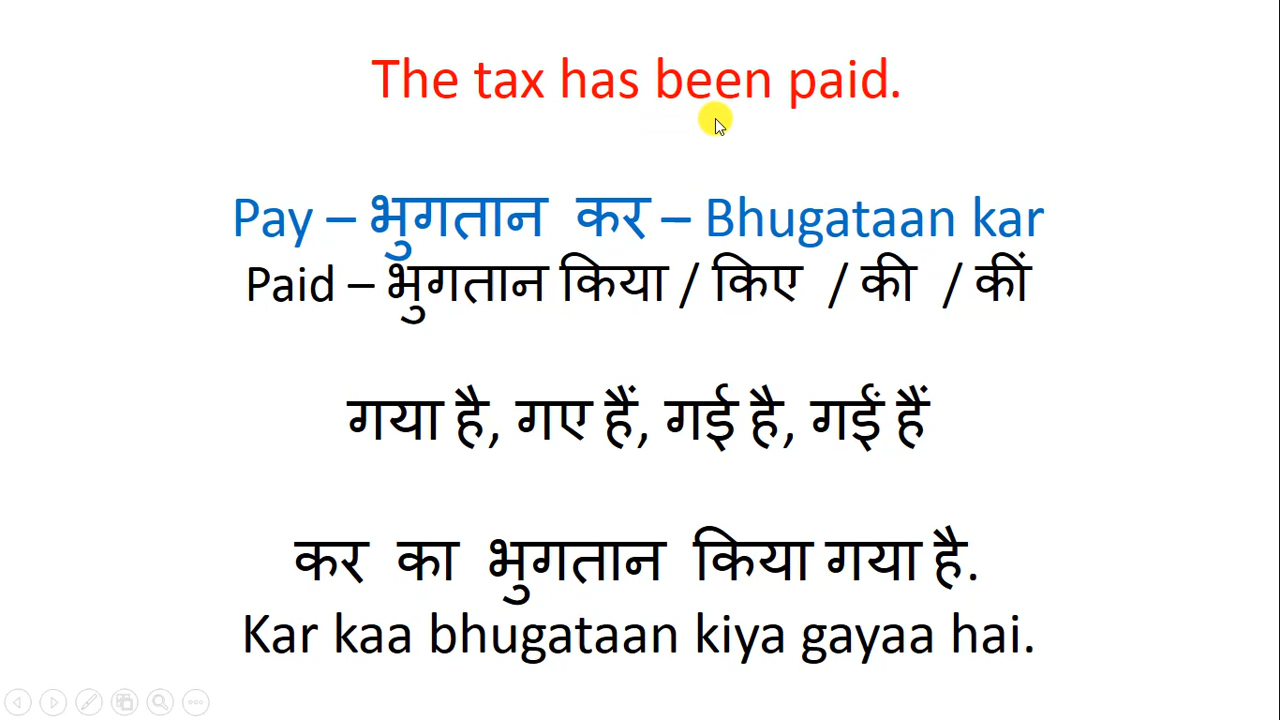 The tax has been paid.
Pay – भुगतान कर – Bhugataan kar
Paid – भुगतान किया / किए / की / कीं
गया है, गए हैं, गई है, गईं हैं
कर का भुगतान किया गया है.
Kar kaa bhugataan kiya gayaa hai.